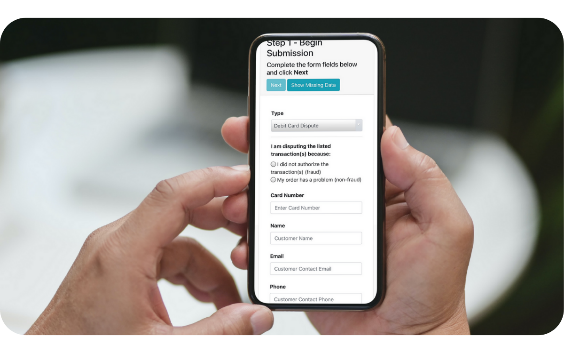 Step 1 - Begin
Submission
Complete the form fields below
and click Next
Next Show Missing Data
Type
Debit Card Dispute
I am disputing the listed
transaction(s) because:
I did not authorize the
transaction(s) (fraud)
My order has a problem (non-fraud)
Card Number
Enter Card Number
Name
Customer Name
Email
Customer Contact Email
Phone
Customer Contact Phone